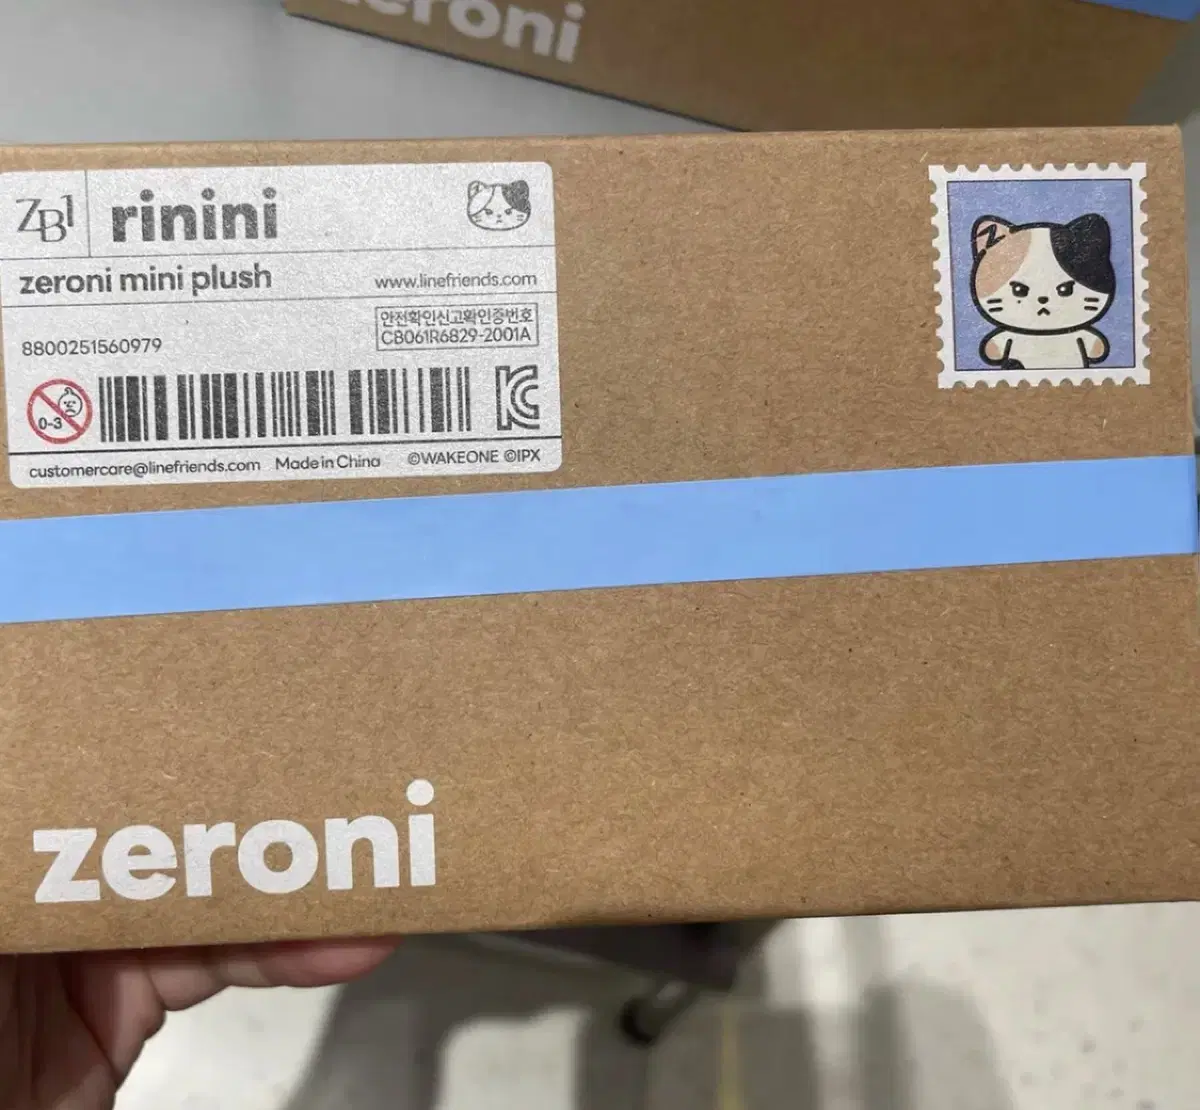 zeroni
ZB1
rinini
zeroni mini plush
www.linefriends.com
안전확인신고확인증번호
CB061R6829-2001A
8800251560979
0-3
customercare@linefriends.com Made in China ©WAKEONE ©IPX
Z
zeroni